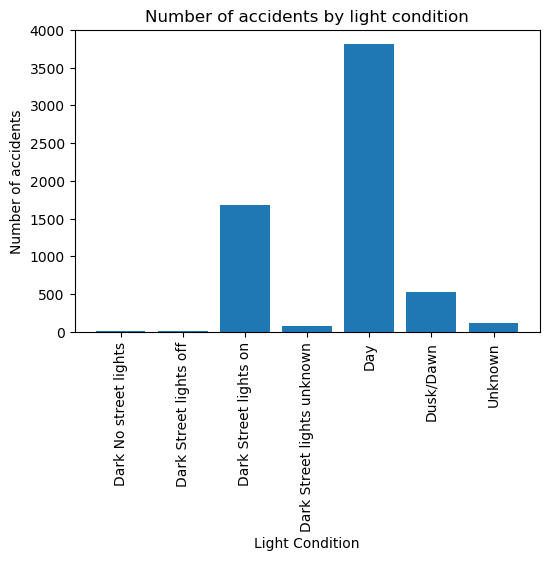 Number of accidents by light condition
Number of accidents
4000
3500
3000
2500
2000
1500
1000
500
0
Dark No street lights
Dark Street lights off
Dark Street lights on
Dark Street lights unknown
Day
Dusk/Dawn
Unknown
Light Condition